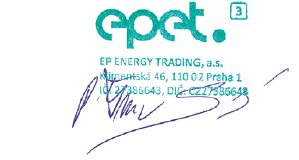 epet.
3
EP ENERGY TRADING, a.s.
Klimentská 46, 110 02 Praha 1
IČ: 27386643, DIČ: CZ27386643